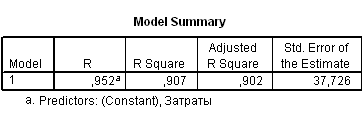 Model Summary
Model R R Square Adjusted R Square Std. Error of the Estimate
1 ,952a ,907 ,902 37,726
a. Predictors: (Constant), Затраты